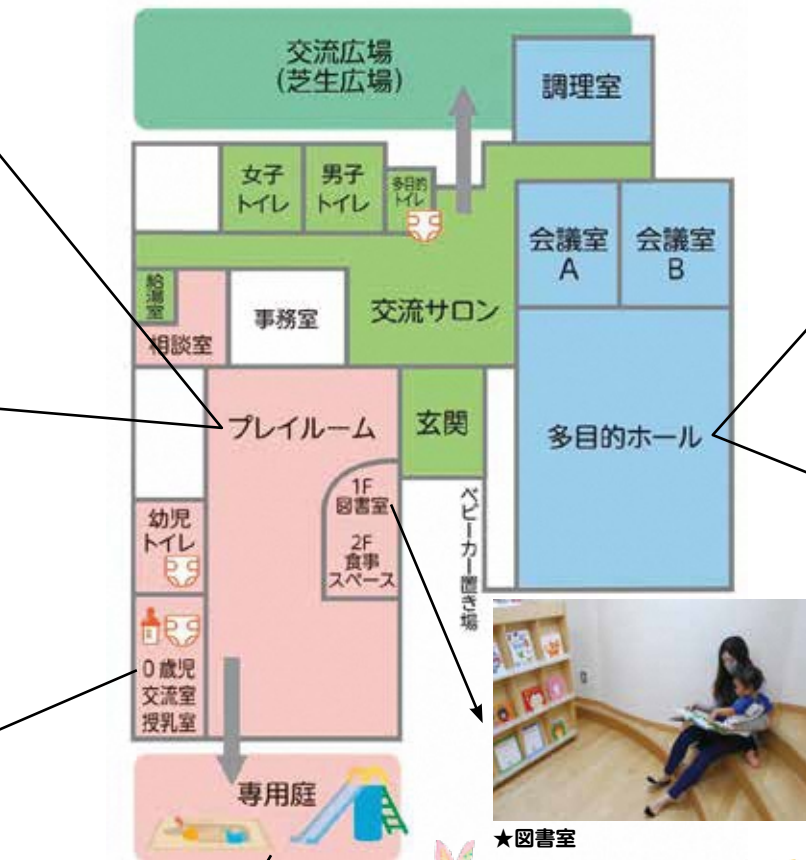 交流広場
(芝生広場)
調理室
女子
トイレ
男子
トイレ
多目的
トイレ
会議室
A
会議室
B
給湯室
相談室
事務室
交流サロン
プレイルーム
玄関
多目的ホール
1F
図書室
2F
食事
スペース
ベビーカー置き場
幼児
トイレ
0歳児
交流室
授乳室
専用庭
★図書室